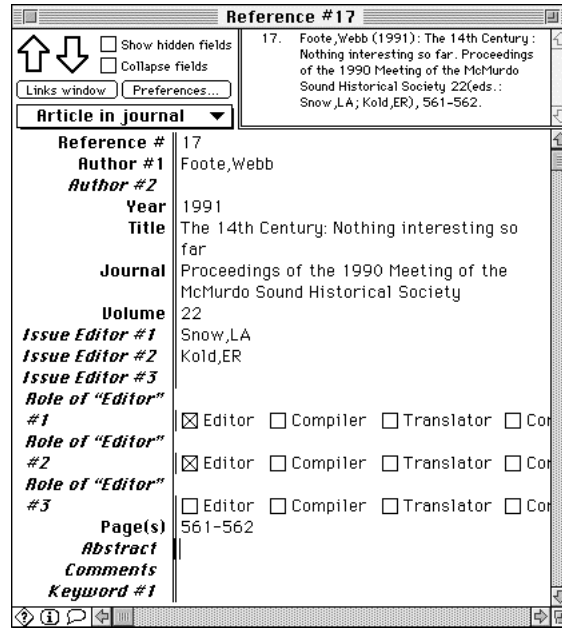 Reference #17
Show hidden fields
Collapse fields
Links window
Preferences...
Article in journal
17. Foote,Webb (1991): The 14th Century:
Nothing interesting so far. Proceedings
of the 1990 Meeting of the McMurdo
Sound Historical Society 22(eds.:
Snow,LA; Kold,ER), 561-562.
Reference # 17
Author #1 Foote,Webb
Author #2
Year 1991
Title The 14th Century: Nothing interesting so
far
Journal Proceedings of the 1990 Meeting of the
McMurdo Sound Historical Society
Volume 22
Issue Editor #1 Snow,LA
Issue Editor #2 Kold,ER
Issue Editor #3
Role of “Editor”
#1 Editor Compiler Translator Cor
Role of “Editor”
#2 Editor Compiler Translator Cor
Role of “Editor”
#3 Editor Compiler Translator Cor
Page(s) 561-562
Abstract
Comments
Keyword #1